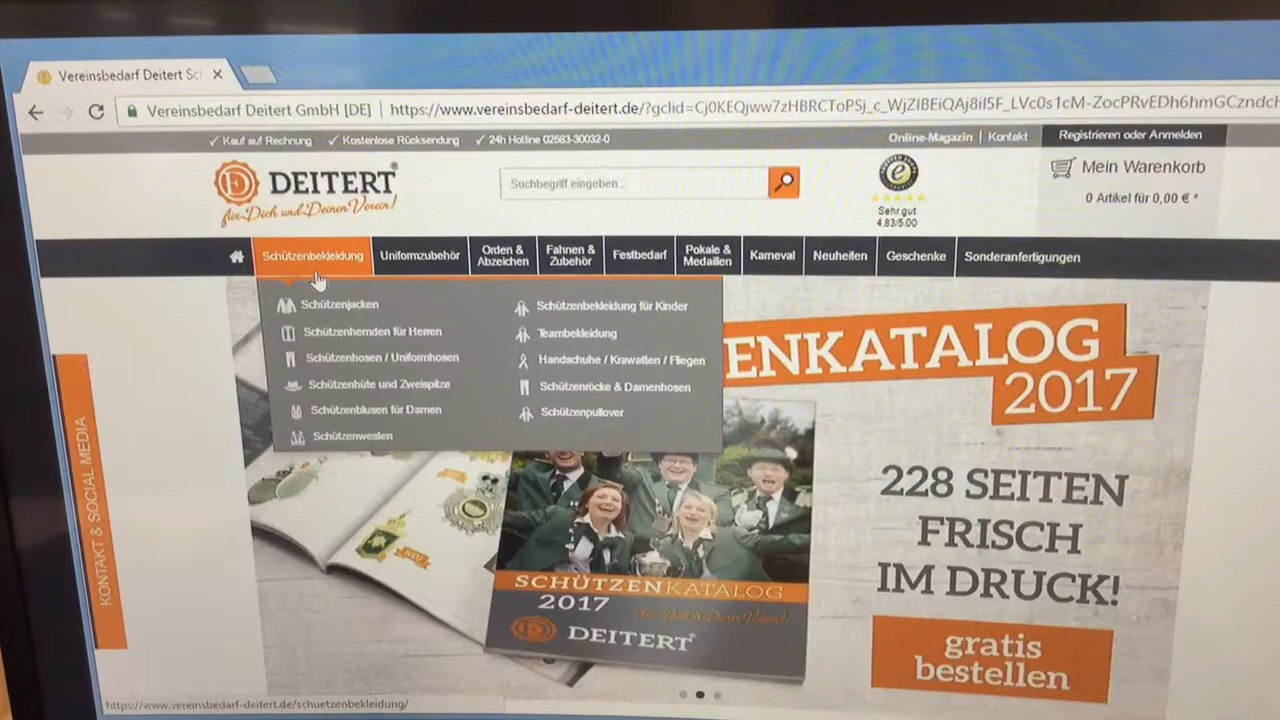 Vereinsbedarf Deitert Sc
Vereinsbedarf Deitert GmbH [DE] | https://www.vereinsbedarf-deitert.de/?gclid=
✓ Kauf auf Rechnung ✓ Kostenlose Rücksendung ✓ 24h Hotline 02583-30032-0
Online-Magazin | Kontakt
Registrieren oder Anmelden
DEITERT®
für Dich und Deinen Verein!
Suchbegriff eingeben...
e
Sehr gut
4.83/5.00
Mein Warenkorb
0 Artikel für 0,00 € *
Schützenbekleidung
Uniformzubehör
Orden &
Abzeichen
Fahnen &
Zubehör
Festbedarf
Pokale &
Medaillen
Karneval
Neuheiten
Geschenke
Sonderanfertigungen
Schützenjacken
Schützenhemden für Herren
Schützenhosen / Uniformhosen
Schützenhüte und Zweispitze
Schützenblusen für Damen
Schützenwesten
Schützenbekleidung für Kinder
Teambekleidung
Handschuhe / Krawatten / Fliegen
Schützenröcke & Damenhosen
Schützenpullover
ENKATALOG
2017
228 SEITEN
FRISCH
IM DRUCK!
gratis
bestellen
KONTAKT & SOCIAL MEDIA
NEU
SCHÜTZENKATALOG
2017
für Dich & Deinen Verein!
DEITERT®
https://www.vereinsbedarf-deitert.de/schuetzenbekleidung/